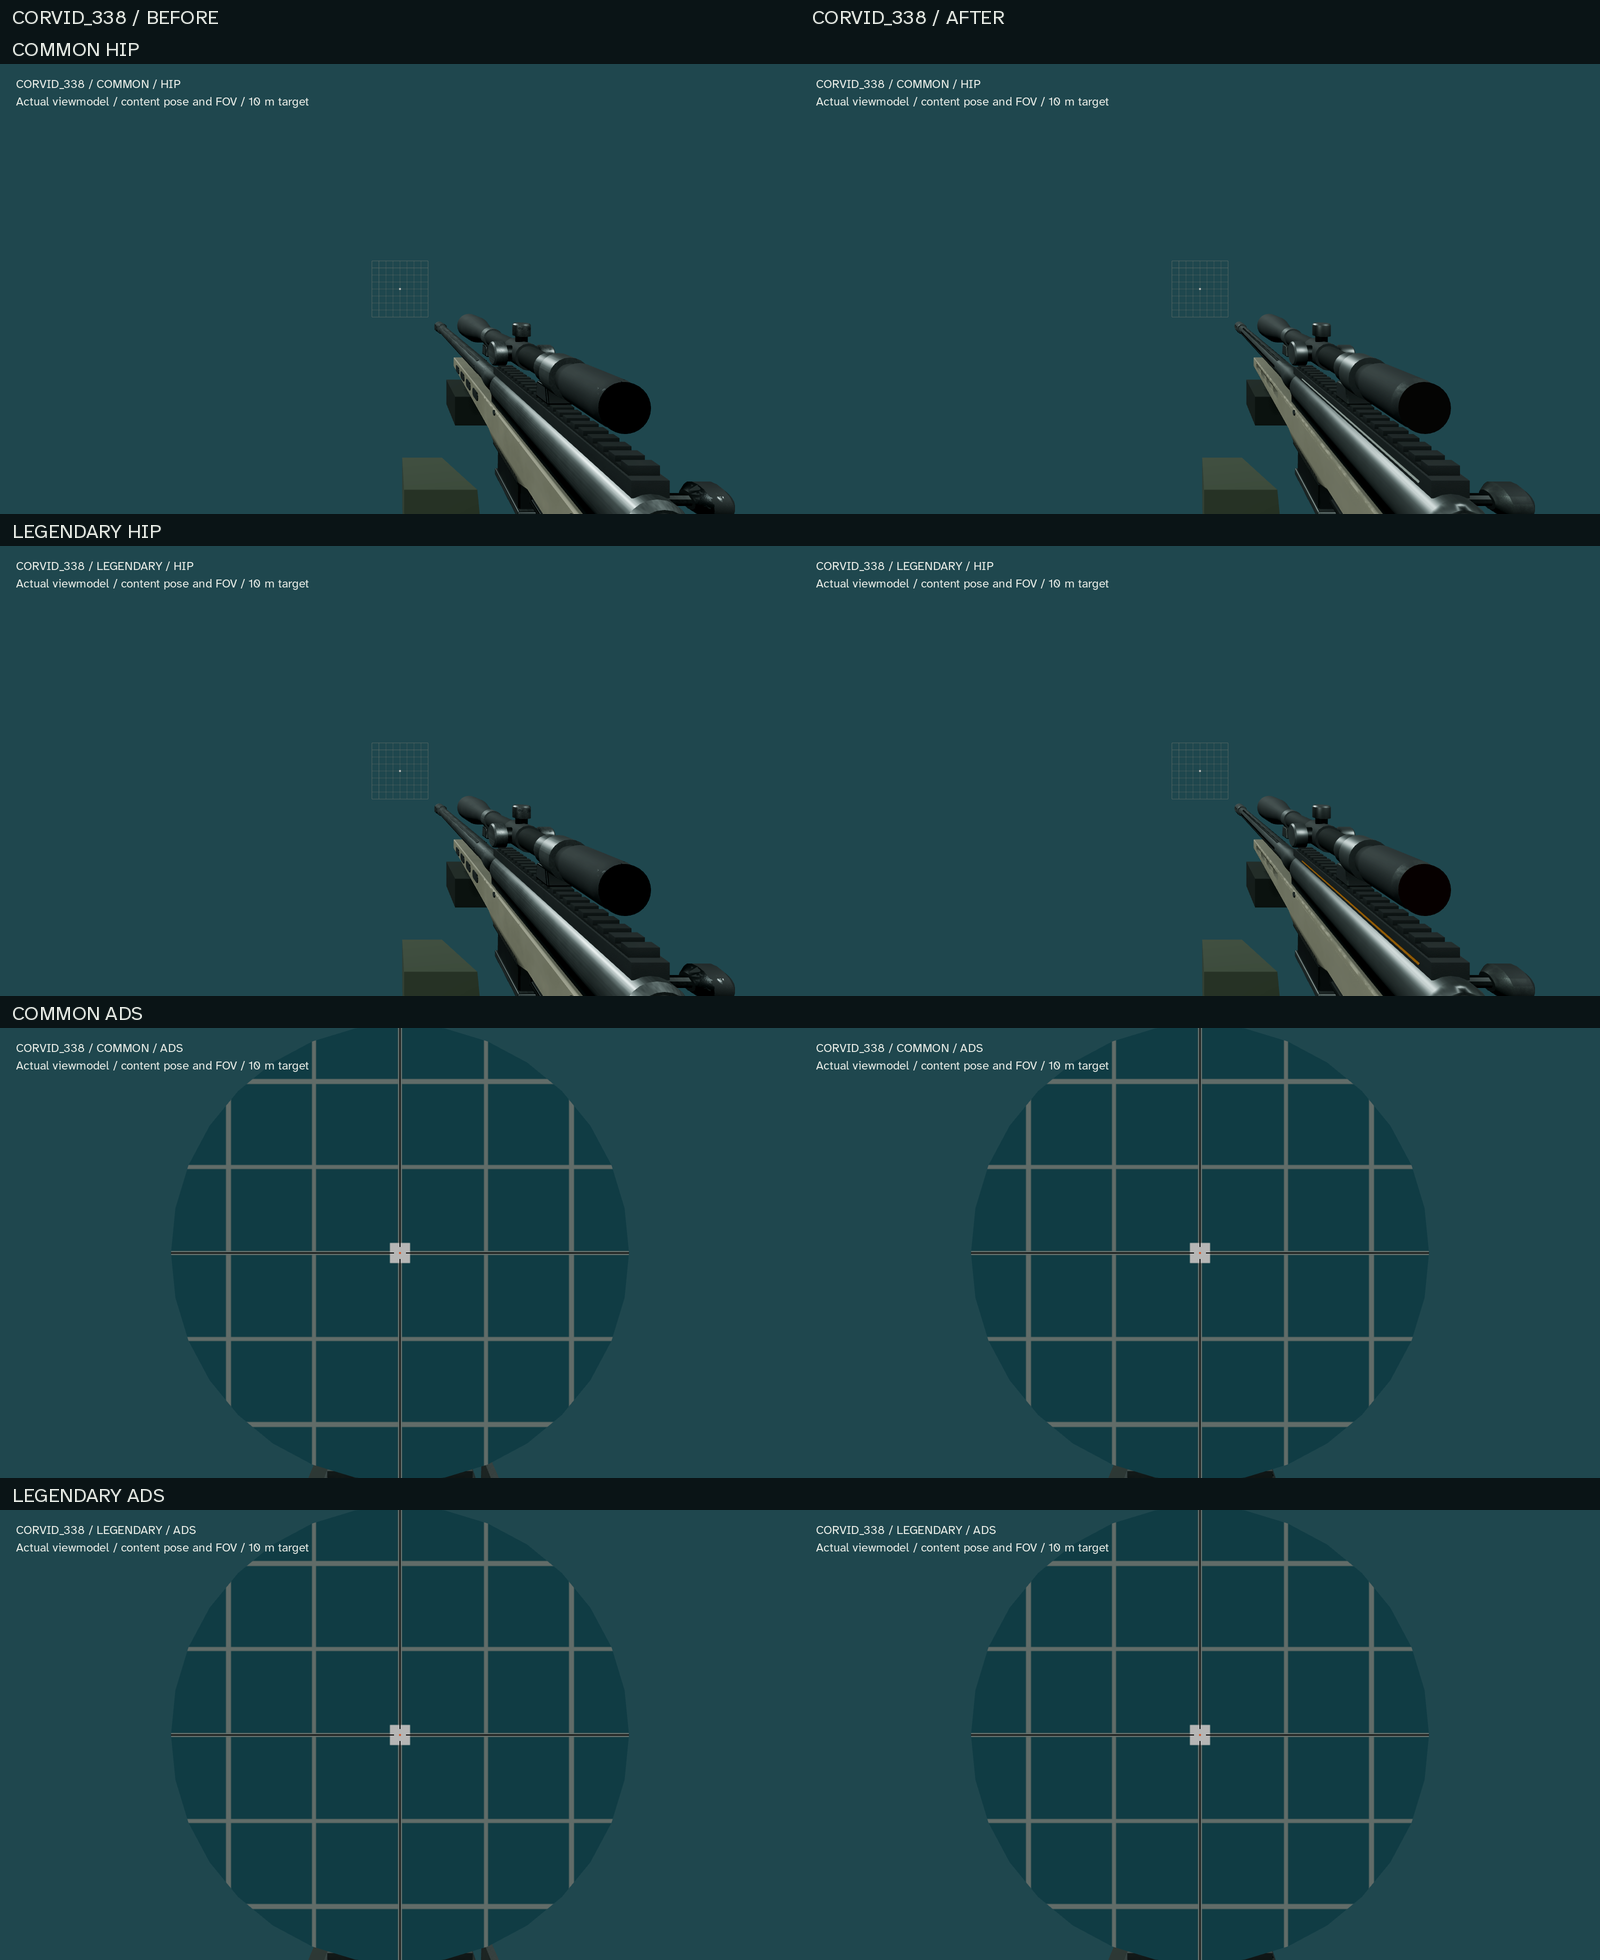 CORVID_338 / BEFORE
CORVID_338 / AFTER
COMMON HIP
CORVID_338 / COMMON / HIP
Actual viewmodel / content pose and FOV / 10 m target
CORVID_338 / COMMON / HIP
Actual viewmodel / content pose and FOV / 10 m target
LEGENDARY HIP
CORVID_338 / LEGENDARY / HIP
Actual viewmodel / content pose and FOV / 10 m target
CORVID_338 / LEGENDARY / HIP
Actual viewmodel / content pose and FOV / 10 m target
COMMON ADS
CORVID_338 / COMMON / ADS
Actual viewmodel / content pose and FOV / 10 m target
CORVID_338 / COMMON / ADS
Actual viewmodel / content pose and FOV / 10 m target
LEGENDARY ADS
CORVID_338 / LEGENDARY / ADS
Actual viewmodel / content pose and FOV / 10 m target
CORVID_338 / LEGENDARY / ADS
Actual viewmodel / content pose and FOV / 10 m target